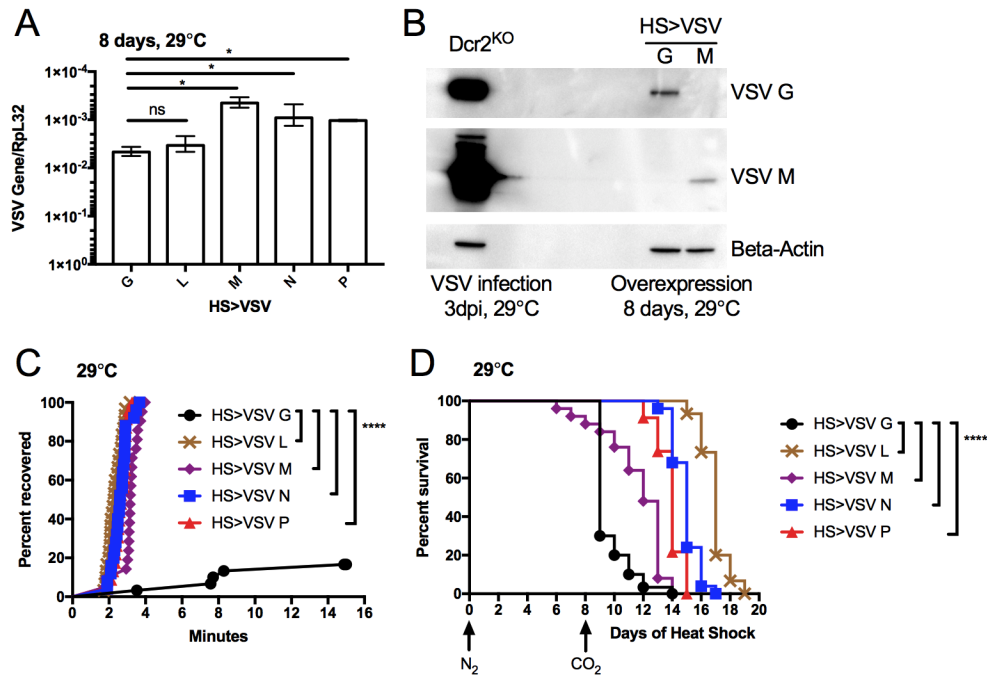 A
8 days, 29°C
*
*
*
ns
VSV Gene/RpL32
1×10⁻⁴
1×10⁻³
1×10⁻²
1×10⁻¹
1×10⁰
G L M N P
HS>VSV
B
Dcr2ᴷᴼ
HS>VSV
G M
VSV G
VSV M
Beta-Actin
VSV infection
3dpi, 29°C
Overexpression
8 days, 29°C
C
29°C
Percent recovered
100
80
60
40
20
0
0 2 4 6 8 10 12 14 16
Minutes
HS>VSV G
HS>VSV L
HS>VSV M
HS>VSV N
HS>VSV P
****
D
29°C
Percent survival
100
80
60
40
20
0
0 2 4 6 8 10 12 14 16 18 20
Days of Heat Shock
N₂
CO₂
HS>VSV G
HS>VSV L
HS>VSV M
HS>VSV N
HS>VSV P
****